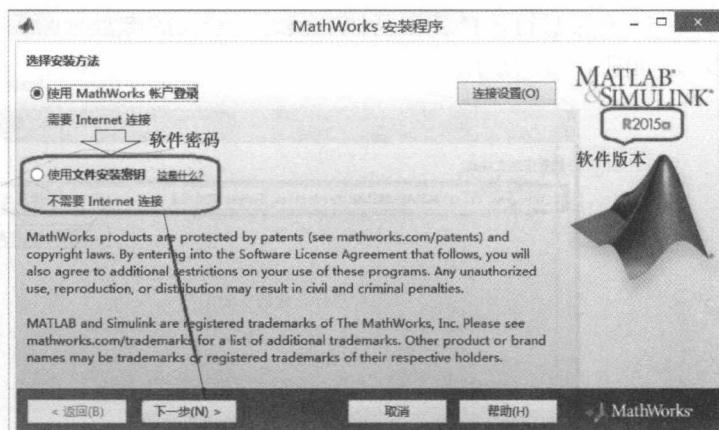 MathWorks 安装程序
选择安装方法
使用 MathWorks 帐户登录
连接设置(O)
需要 Internet 连接
软件密码
使用文件安装密钥 这是什么?
不需要 Internet 连接
MATLAB®
&SIMULINK®
R2015a
软件版本
MathWorks products are protected by patents (see mathworks.com/patents) and
copyright laws. By entering into the Software License Agreement that follows, you will
also agree to additional restrictions on your use of these programs. Any unauthorized
use, reproduction, or distribution may result in civil and criminal penalties.
MATLAB and Simulink are registered trademarks of The MathWorks, Inc. Please see
mathworks.com/trademarks for a list of additional trademarks. Other product or brand
names may be trademarks or registered trademarks of their respective holders.
< 返回(B)
下一步(N) >
取消
帮助(H)
MathWorks®